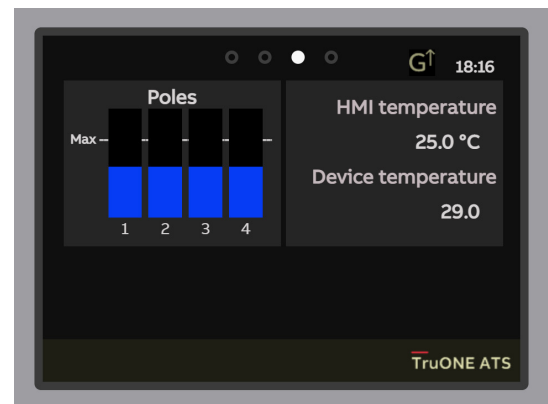 G↑ 18:16
Poles
Max
1 2 3 4
HMI temperature
25.0 °C
Device temperature
29.0
TruONE ATS